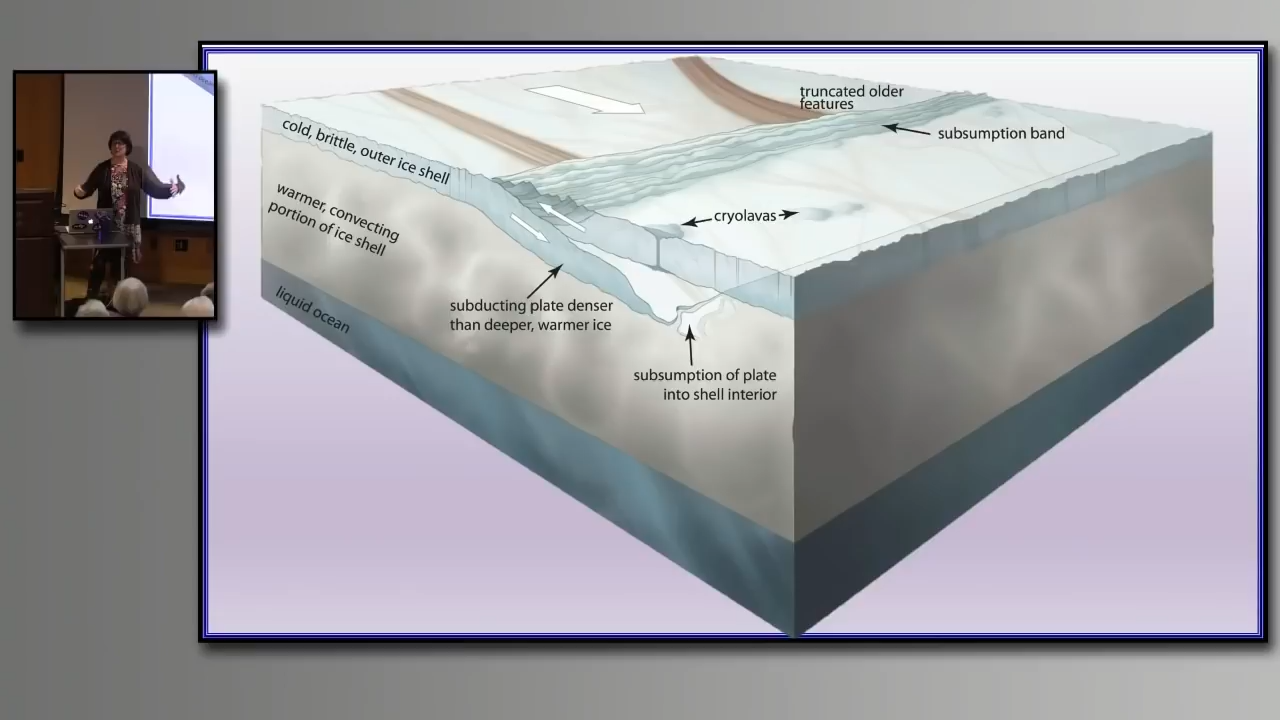 truncated older
features
subsumption band
cold, brittle, outer ice shell
warmer, convecting
portion of ice shell
cryolavas
liquid ocean
subducting plate denser
than deeper, warmer ice
subsumption of plate
into shell interior